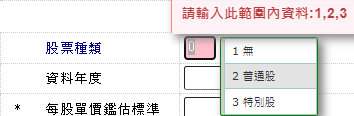 請輸入此範圍內資料:1,2,3
股票種類 0
1 無
資料年度
2 普通股
* 每股單價鑑估標準
3 特別股